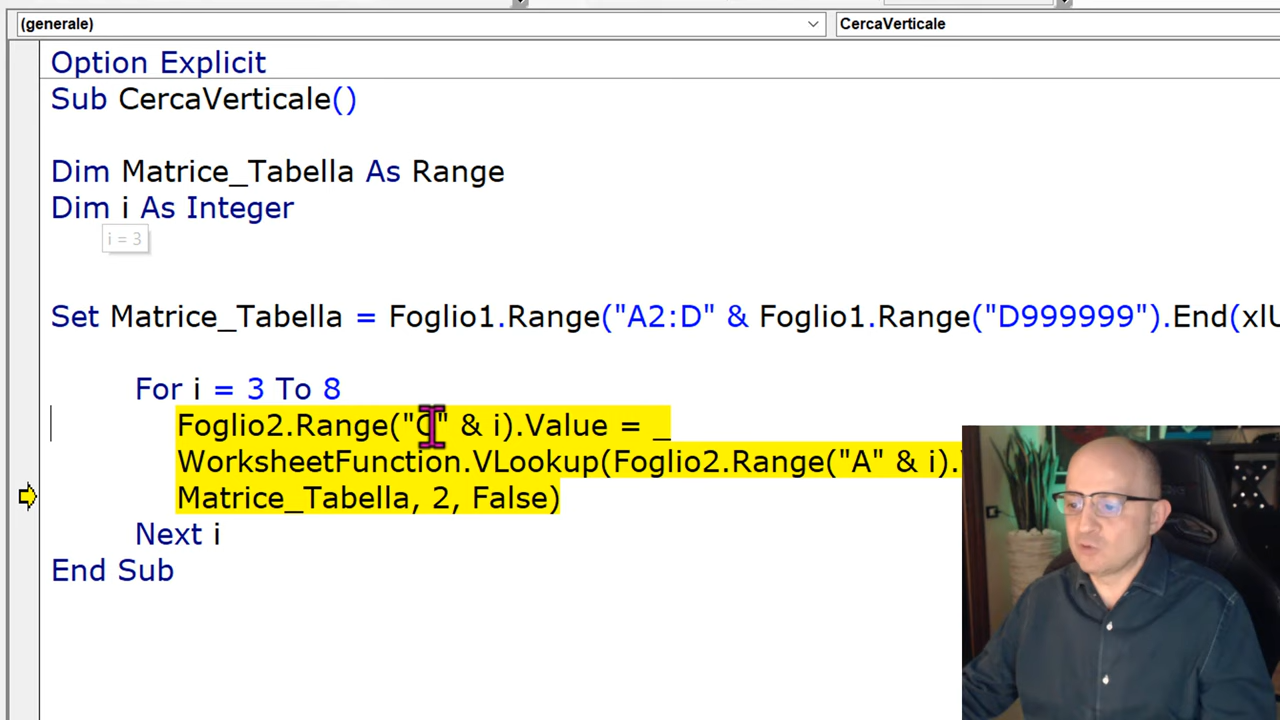 (generale)
CercaVerticale
Option Explicit
Sub CercaVerticale()
Dim Matrice_Tabella As Range
Dim i As Integer
i = 3
Set Matrice_Tabella = Foglio1.Range("A2:D" & Foglio1.Range("D999999").End(xlU
For i = 3 To 8
Foglio2.Range("C" & i).Value = _
WorksheetFunction.VLookup(Foglio2.Range("A" & i).
Matrice_Tabella, 2, False)
Next i
End Sub